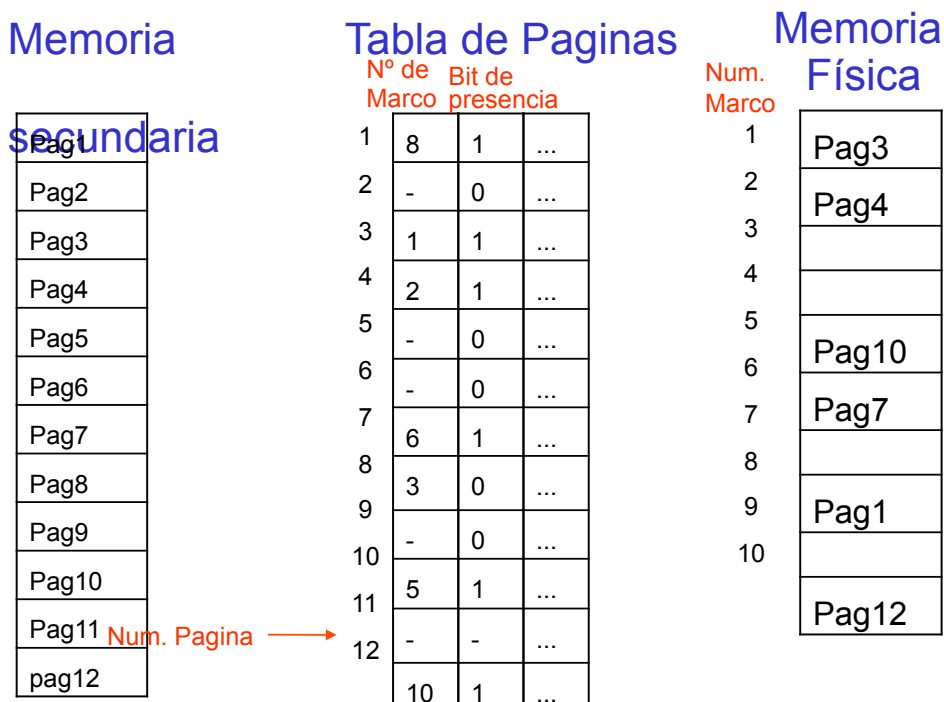 Memoria
secundaria
Pag1
Pag2
Pag3
Pag4
Pag5
Pag6
Pag7
Pag8
Pag9
Pag10
Pag11
pag12
Num. Pagina
Tabla de Paginas
Nº de
Marco
Bit de
presencia
1 8 1 ...
2 - 0 ...
3 1 1 ...
4 2 1 ...
5 - 0 ...
6 - 0 ...
7 6 1 ...
8 3 0 ...
9 - 0 ...
10 5 1 ...
11 - - ...
12 10 1 ...
Memoria
Física
Num.
Marco
1 Pag3
2 Pag4
3
4
5 Pag10
6 Pag7
7
8 Pag1
9
10 Pag12